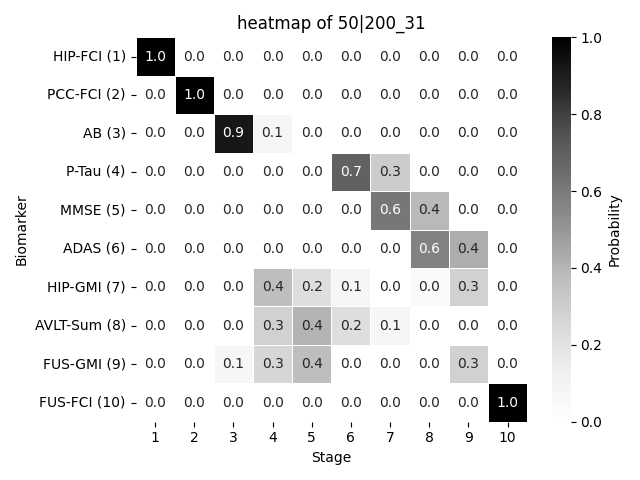 heatmap of 50|200_31
HIP-FCI (1) 1.0 0.0 0.0 0.0 0.0 0.0 0.0 0.0 0.0 0.0
PCC-FCI (2) 0.0 1.0 0.0 0.0 0.0 0.0 0.0 0.0 0.0 0.0
AB (3) 0.0 0.0 0.9 0.1 0.0 0.0 0.0 0.0 0.0 0.0
P-Tau (4) 0.0 0.0 0.0 0.0 0.0 0.7 0.3 0.0 0.0 0.0
MMSE (5) 0.0 0.0 0.0 0.0 0.0 0.0 0.6 0.4 0.0 0.0
ADAS (6) 0.0 0.0 0.0 0.0 0.0 0.0 0.0 0.6 0.4 0.0
HIP-GMI (7) 0.0 0.0 0.0 0.4 0.2 0.1 0.0 0.0 0.3 0.0
AVLT-Sum (8) 0.0 0.0 0.0 0.3 0.4 0.2 0.1 0.0 0.0 0.0
FUS-GMI (9) 0.0 0.0 0.1 0.3 0.4 0.0 0.0 0.0 0.3 0.0
FUS-FCI (10) 0.0 0.0 0.0 0.0 0.0 0.0 0.0 0.0 0.0 1.0
1 2 3 4 5 6 7 8 9 10
Stage
Biomarker
1.0
0.8
0.6
0.4
0.2
0.0
Probability